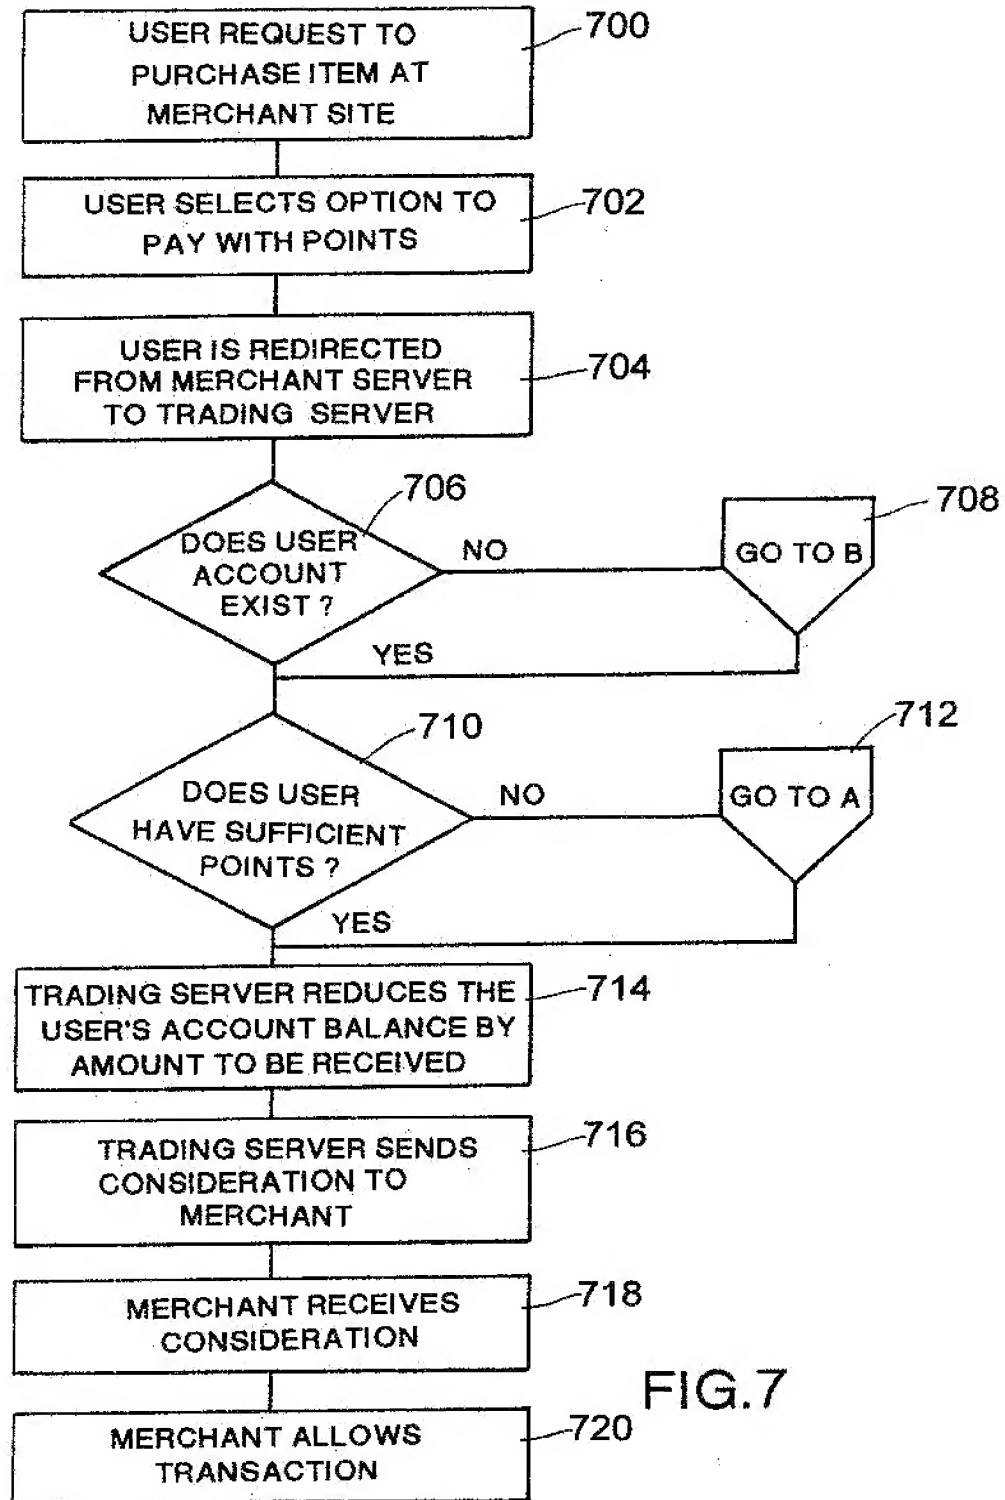 USER REQUEST TO
PURCHASE ITEM AT
MERCHANT SITE
700
USER SELECTS OPTION TO
PAY WITH POINTS
702
USER IS REDIRECTED
FROM MERCHANT SERVER
TO TRADING SERVER
704
DOES USER
ACCOUNT
EXIST ?
706
NO
GO TO B
708
YES
DOES USER
HAVE SUFFICIENT
POINTS ?
710
NO
GO TO A
712
YES
TRADING SERVER REDUCES THE
USER'S ACCOUNT BALANCE BY
AMOUNT TO BE RECEIVED
714
TRADING SERVER SENDS
CONSIDERATION TO
MERCHANT
716
MERCHANT RECEIVES
CONSIDERATION
718
MERCHANT ALLOWS
TRANSACTION
720
FIG.7